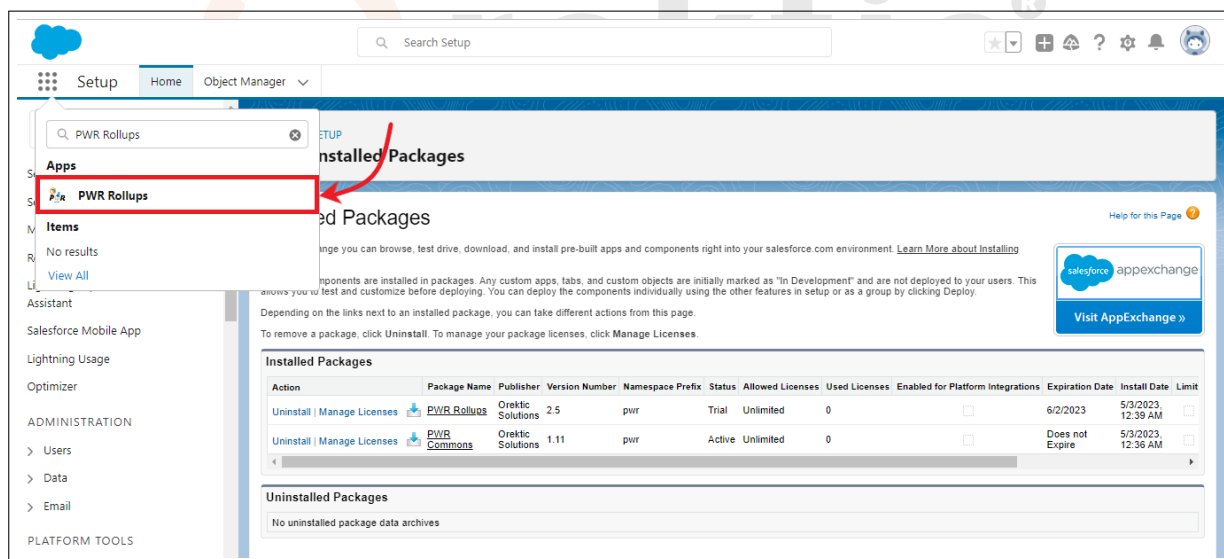 Search Setup
Setup
Home
Object Manager
PWR Rollups
Apps
PWR Rollups
Items
No results
View All
Assistant
Salesforce Mobile App
Lightning Usage
Optimizer
ADMINISTRATION
Users
Data
Email
PLATFORM TOOLS
ETUP
nstalled Packages
ed Packages
Help for this Page
ange you can browse, test drive, download, and install pre-built apps and components right into your salesforce.com environment. Learn More about Installing
mponents are installed in packages. Any custom apps, tabs, and custom objects are initially marked as "In Development" and are not deployed to your users. This
allows you to test and customize before deploying. You can deploy the components individually using the other features in setup or as a group by clicking Deploy.
Depending on the links next to an installed package, you can take different actions from this page.
To remove a package, click Uninstall. To manage your package licenses, click Manage Licenses.
salesforce appexchange
Visit AppExchange »
Installed Packages
Action Package Name Publisher Version Number Namespace Prefix Status Allowed Licenses Used Licenses Enabled for Platform Integrations Expiration Date Install Date Limit
Uninstall | Manage Licenses PWR Rollups Orektic Solutions 2.5 pwr Trial Unlimited 0 6/2/2023 5/3/2023, 12:39 AM
Uninstall | Manage Licenses PWR Commons Orektic Solutions 1.11 pwr Active Unlimited 0 Does not Expire 5/3/2023, 12:36 AM
Uninstalled Packages
No uninstalled package data archives